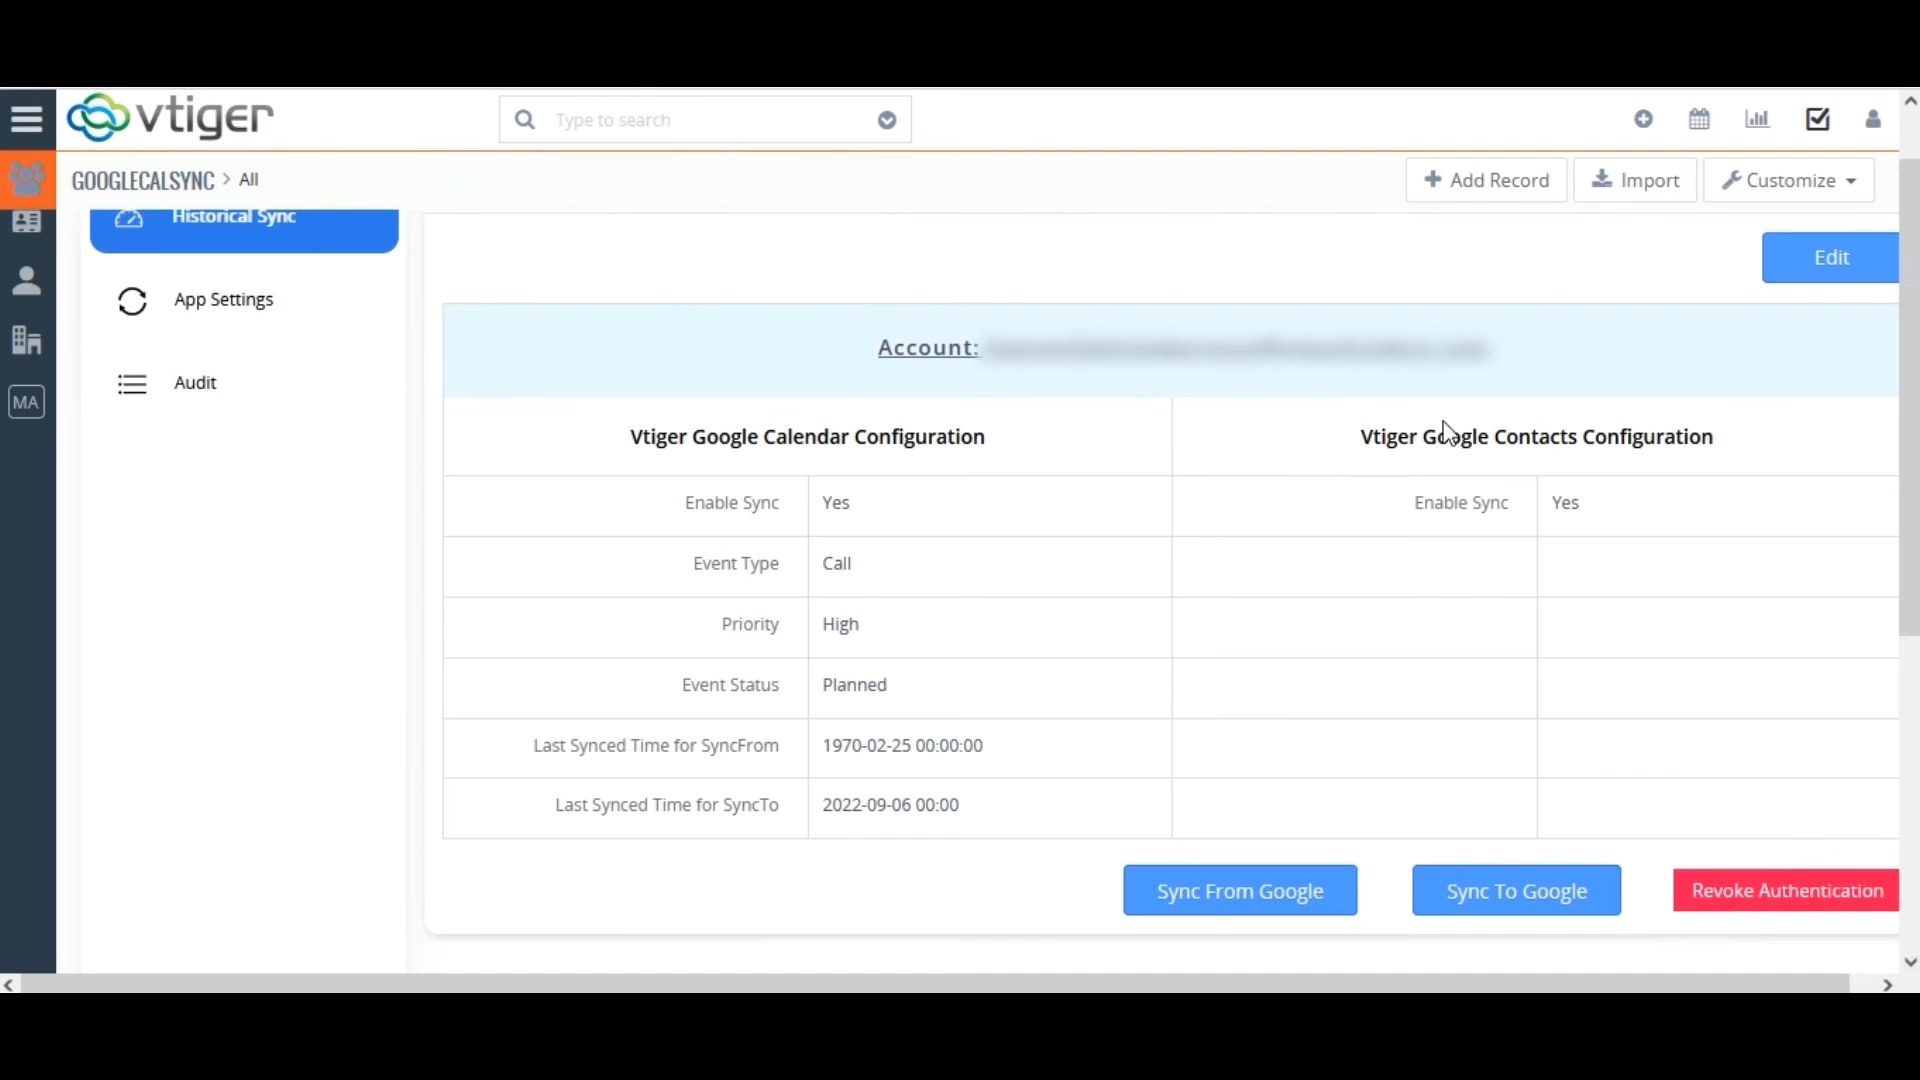 vtiger
Type to search
GOOGLECALSYNC > All
Add Record
Import
Customize
Historical Sync
App Settings
Audit
MA
Edit
Account:
Vtiger Google Calendar Configuration
Vtiger Google Contacts Configuration
Enable Sync Yes
Enable Sync Yes
Event Type Call
Priority High
Event Status Planned
Last Synced Time for SyncFrom 1970-02-25 00:00:00
Last Synced Time for SyncTo 2022-09-06 00:00
Sync From Google
Sync To Google
Revoke Authentication